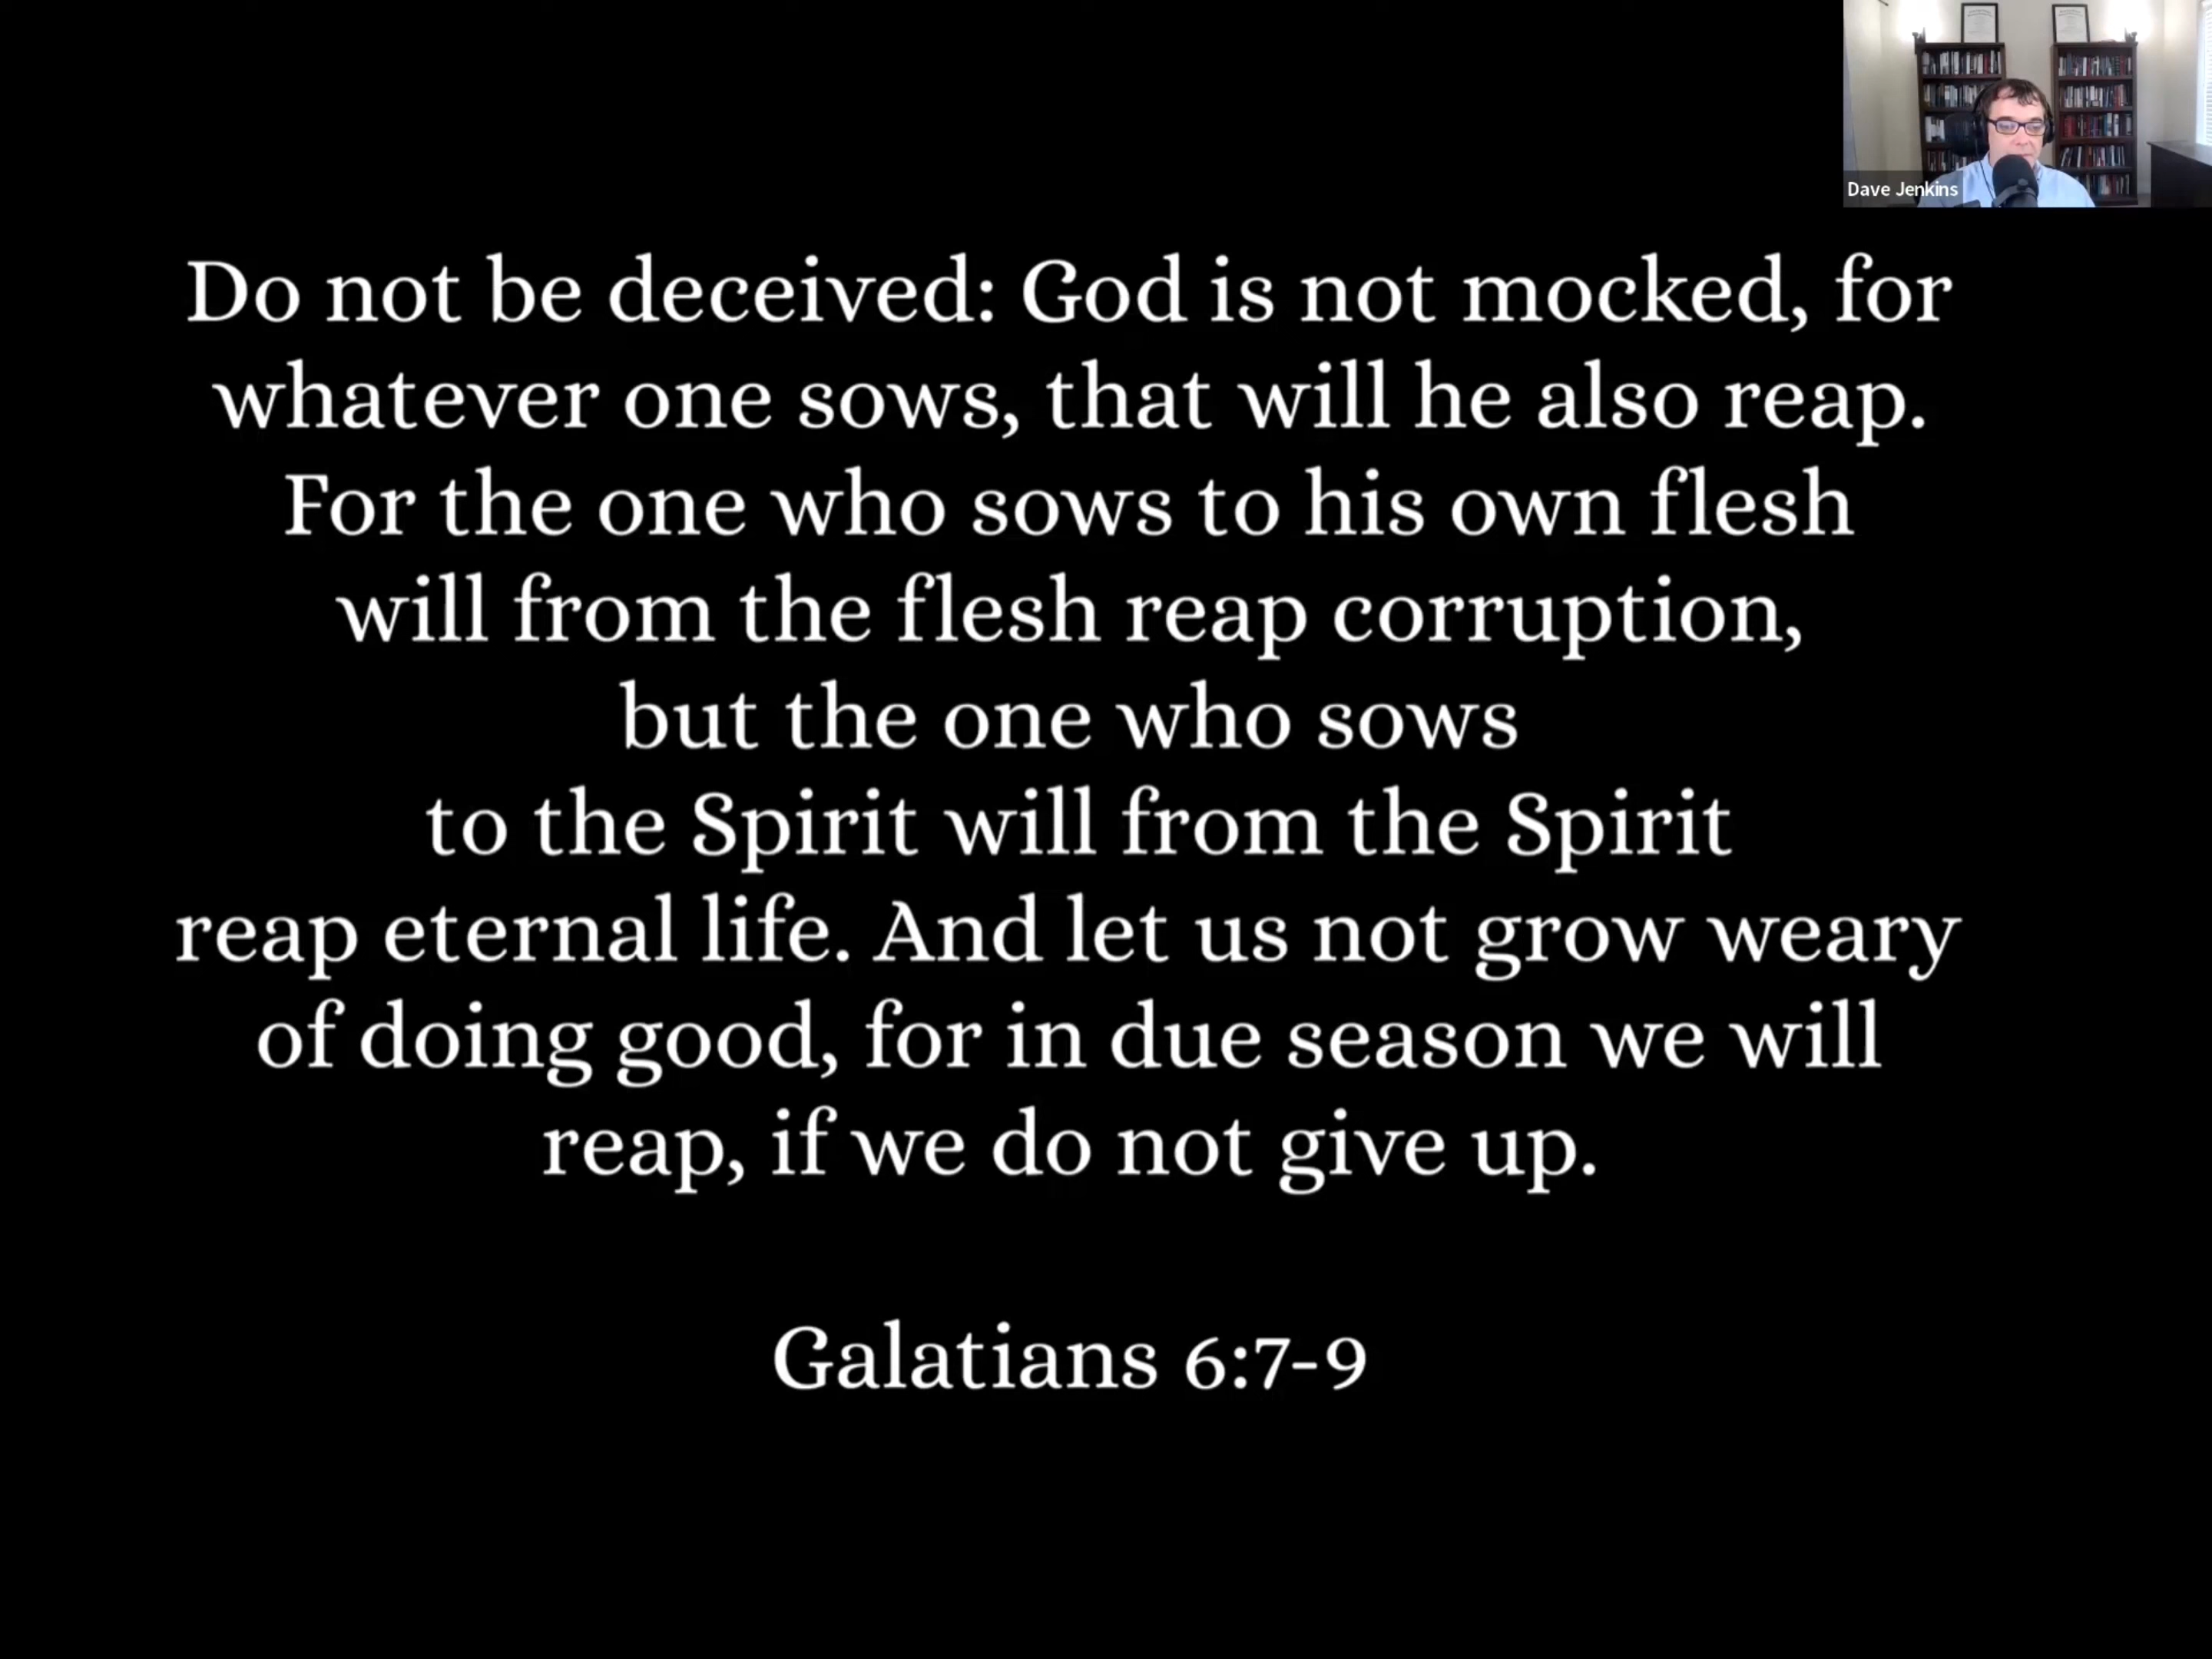 Dave Jenkins
Do not be deceived: God is not mocked, for
whatever one sows, that will he also reap.
For the one who sows to his own flesh
will from the flesh reap corruption,
but the one who sows
to the Spirit will from the Spirit
reap eternal life. And let us not grow weary
of doing good, for in due season we will
reap, if we do not give up.
Galatians 6:7-9